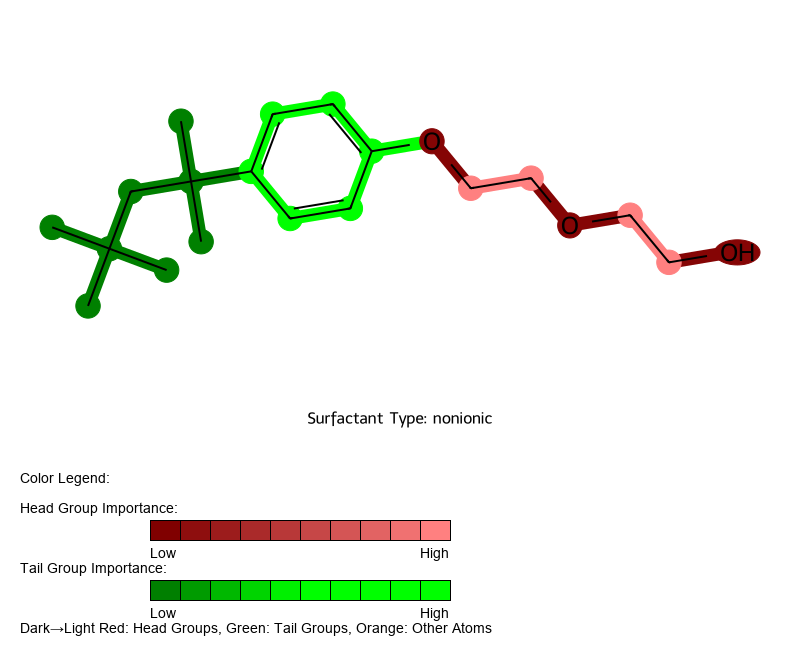 O
O
OH
Surfactant Type: nonionic
Color Legend:
Head Group Importance:
Low High
Tail Group Importance:
Low High
Dark→Light Red: Head Groups, Green: Tail Groups, Orange: Other Atoms